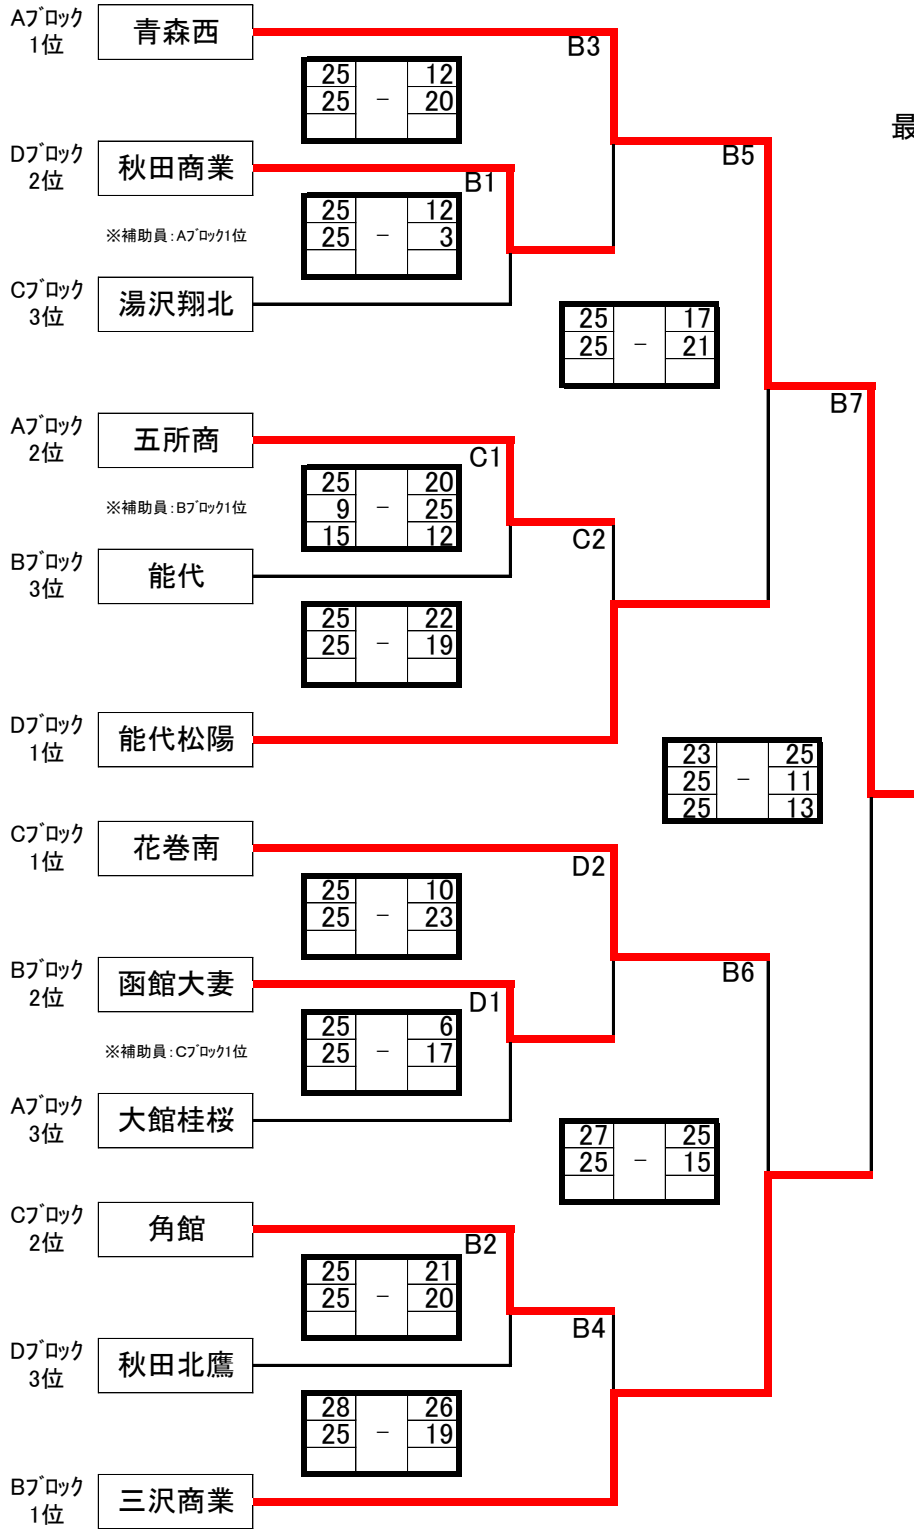 Aブロック
1位
青森西
B3
25 12
25 － 20
最
Dブロック
2位
秋田商業
B1
B5
※補助員：Aブロック1位
25 12
25 － 3
Cブロック
3位
湯沢翔北
25 17
25 － 21
B7
Aブロック
2位
五所商
C1
※補助員：Bブロック1位
25 20
9 － 25
15 12
C2
Bブロック
3位
能代
25 22
25 － 19
Dブロック
1位
能代松陽
23 25
25 － 11
25 13
Cブロック
1位
花巻南
D2
25 10
25 － 23
Bブロック
2位
函館大妻
B6
D1
※補助員：Cブロック1位
25 6
25 － 17
Aブロック
3位
大館桂桜
27 25
25 － 15
Cブロック
2位
角館
B2
25 21
25 － 20
B4
Dブロック
3位
秋田北鷹
28 26
25 － 19
Bブロック
1位
三沢商業